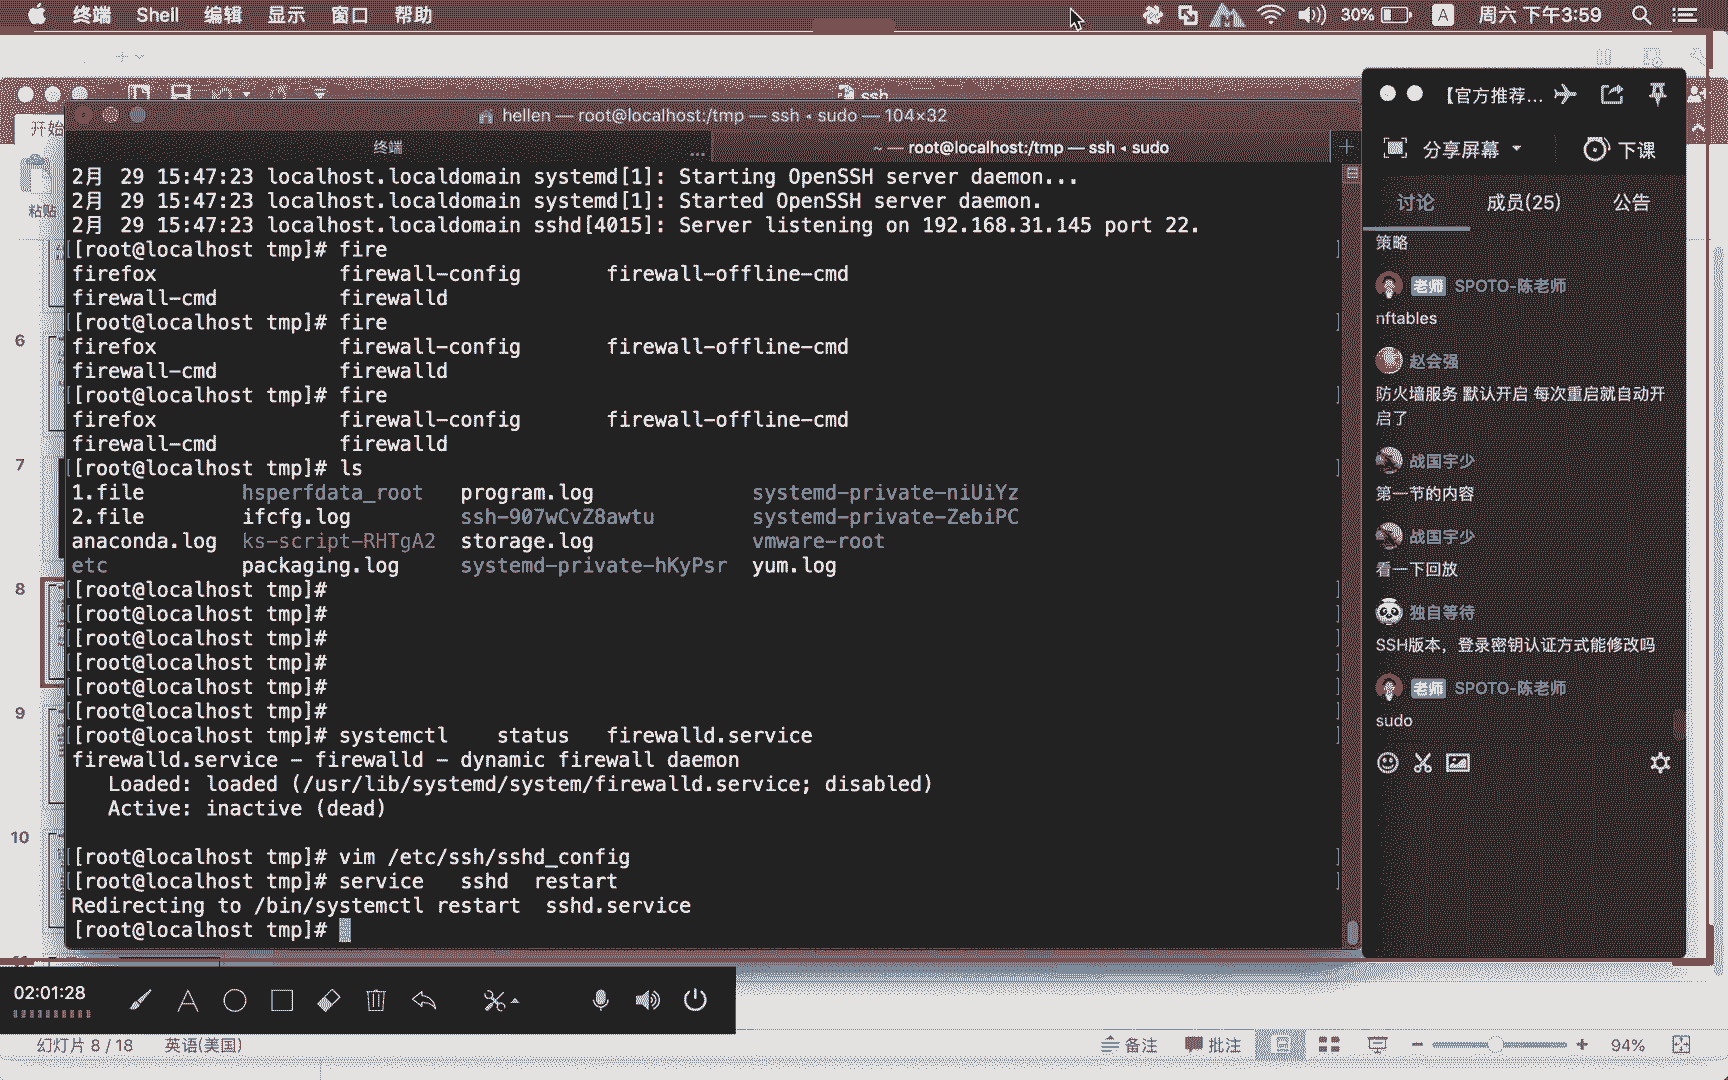 终端 Shell 编辑 显示 窗口 帮助 30% A 周六 下午3:59
ssh
开始
粘贴
hellen — root@localhost:/tmp — ssh ◂ sudo — 104×32
终端 ... ~ — root@localhost:/tmp — ssh ◂ sudo +
2月 29 15:47:23 localhost.localdomain systemd[1]: Starting OpenSSH server daemon...
2月 29 15:47:23 localhost.localdomain systemd[1]: Started OpenSSH server daemon.
2月 29 15:47:23 localhost.localdomain sshd[4015]: Server listening on 192.168.31.145 port 22.
[[root@localhost tmp]# fire ]
firefox firewall-config firewall-offline-cmd
firewall-cmd firewalld
[[root@localhost tmp]# fire ]
firefox firewall-config firewall-offline-cmd
firewall-cmd firewalld
[[root@localhost tmp]# fire ]
firefox firewall-config firewall-offline-cmd
firewall-cmd firewalld
[[root@localhost tmp]# ls ]
1.file hsperfdata_root program.log systemd-private-niUiYz
2.file ifcfg.log ssh-907wCvZ8awtu systemd-private-ZebiPC
anaconda.log ks-script-RHTgA2 storage.log vmware-root
etc packaging.log systemd-private-hKyPsr yum.log
[[root@localhost tmp]# ]
[[root@localhost tmp]# ]
[[root@localhost tmp]# ]
[[root@localhost tmp]# ]
[[root@localhost tmp]# ]
[[root@localhost tmp]# ]
[[root@localhost tmp]# systemctl status firewalld.service ]
firewalld.service - firewalld - dynamic firewall daemon
Loaded: loaded (/usr/lib/systemd/system/firewalld.service; disabled)
Active: inactive (dead)
[[root@localhost tmp]# vim /etc/ssh/sshd_config ]
[[root@localhost tmp]# service sshd restart ]
Redirecting to /bin/systemctl restart sshd.service
[root@localhost tmp]#
6
7
8
9
10
11
【官方推荐...
分享屏幕 下课
讨论 成员(25) 公告
策略
老师 SPOTO-陈老师
nftables
赵会强
防火墙服务 默认开启 每次重启就自动开
启了
战国宇少
第一节的内容
战国宇少
看一下回放
独自等待
SSH版本，登录密钥认证方式能修改吗
老师 SPOTO-陈老师
sudo
02:01:28
幻灯片 8 / 18 英语(美国) 备注 批注 94%